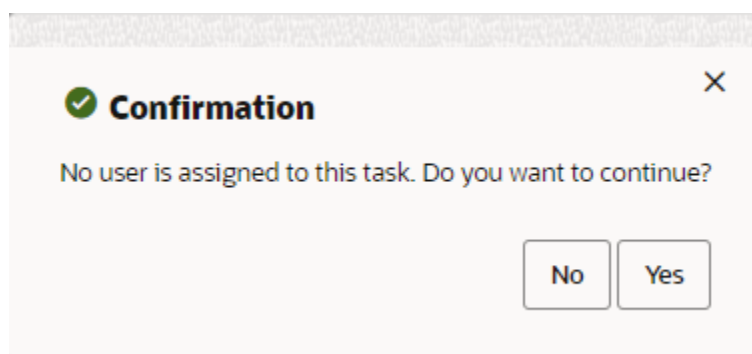 Confirmation
No user is assigned to this task. Do you want to continue?
No Yes